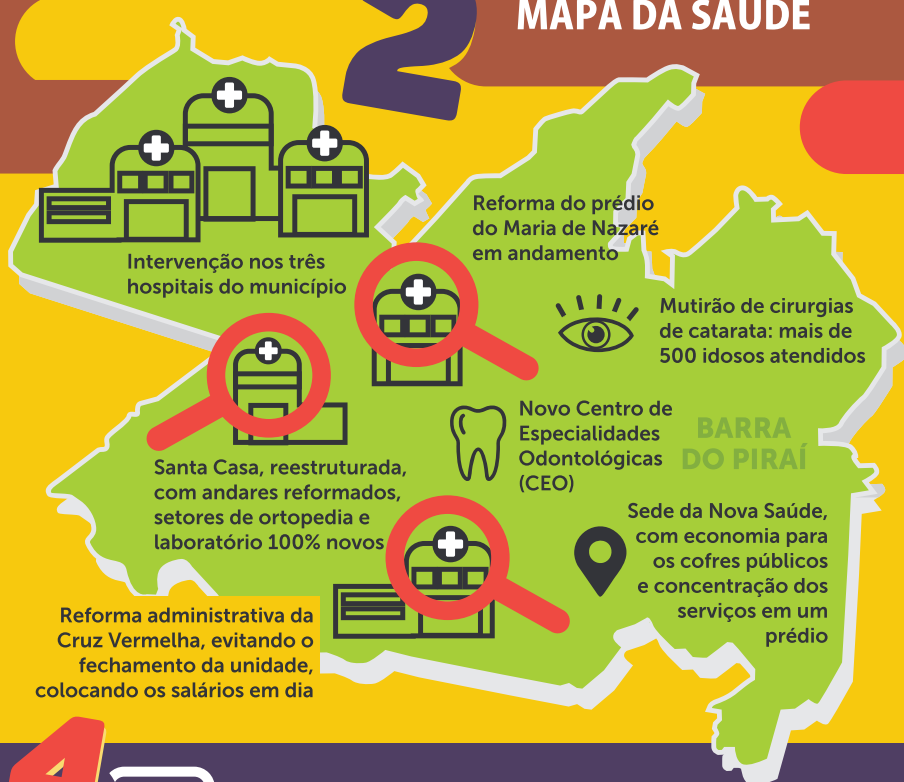 2
MAPA DA SAÚDE
Intervenção nos três
hospitais do município
Reforma do prédio
do Maria de Nazaré
em andamento
Mutirão de cirurgias
de catarata: mais de
500 idosos atendidos
Novo Centro de
Especialidades
Odontológicas
(CEO)
BARRA
DO PIRAÍ
Santa Casa, reestruturada,
com andares reformados,
setores de ortopedia e
laboratório 100% novos
Sede da Nova Saúde,
com economia para
os cofres públicos
e concentração dos
serviços em um
prédio
Reforma administrativa da
Cruz Vermelha, evitando o
fechamento da unidade,
colocando os salários em dia
4